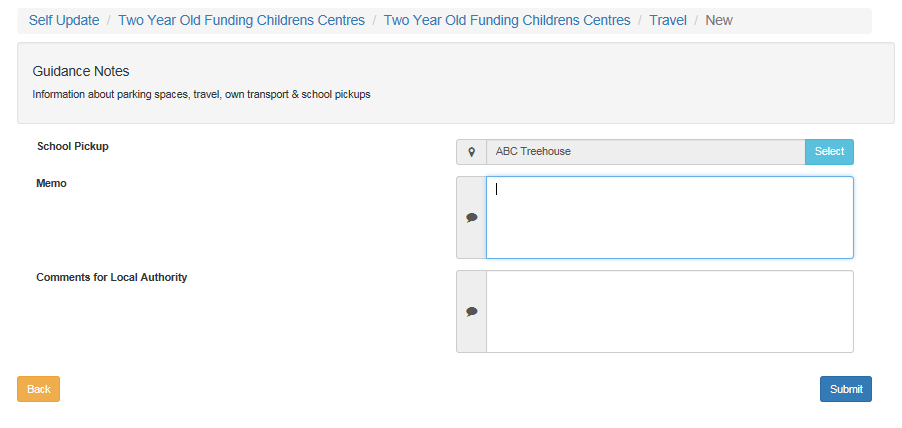 Self Update / Two Year Old Funding Childrens Centres / Two Year Old Funding Childrens Centres / Travel / New
Guidance Notes
Information about parking spaces, travel, own transport & school pickups
School Pickup
ABC Treehouse Select
Memo
Comments for Local Authority
Back Submit